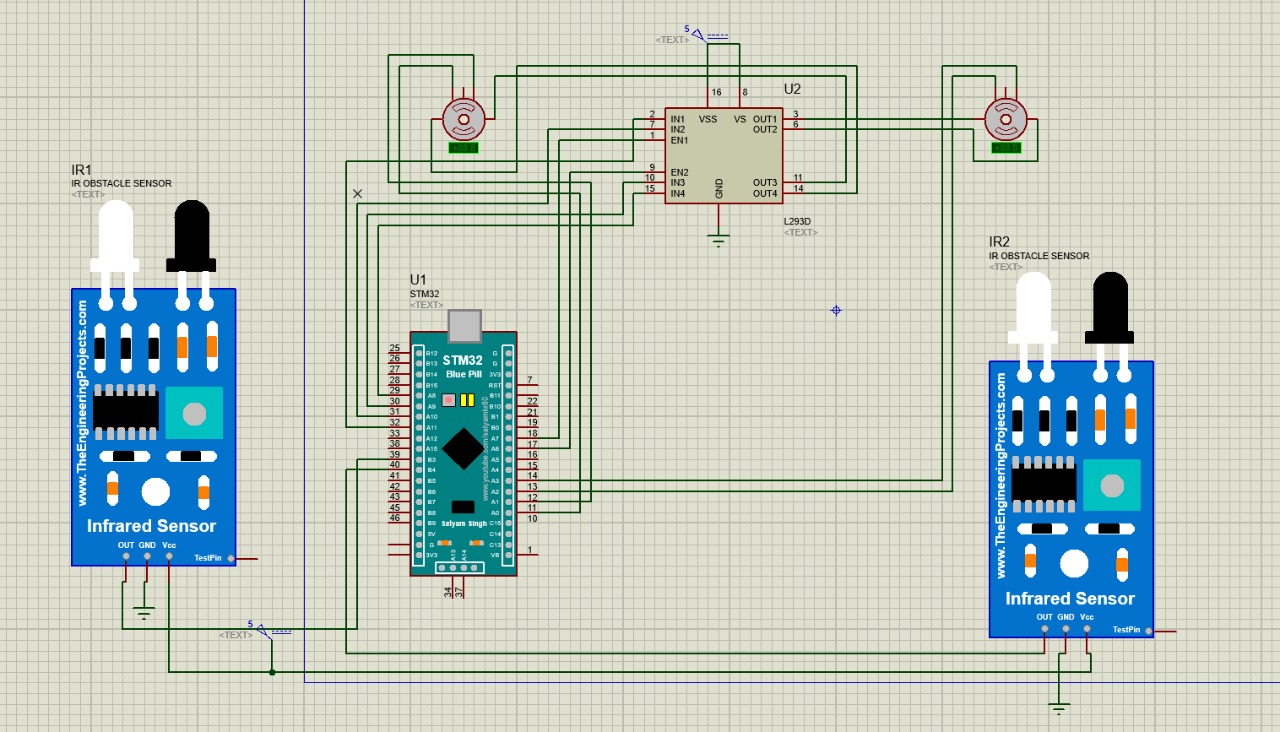 5
<TEXT>
U2
16
8
2
7
1
9
10
15
IN1
IN2
EN1
EN2
IN3
IN4
VSS
VS
GND
OUT1
OUT2
OUT3
OUT4
3
6
11
14
L293D
<TEXT>
IR1
IR OBSTACLE SENSOR
<TEXT>
www.TheEngineeringProjects.com
Infrared Sensor
OUT GND Vcc
TestPin
5
<TEXT>
U1
STM32
<TEXT>
STM32
Blue Pill
www.youtube.com/satyamkr80
Satyam Singh
25
26
27
28
29
30
31
32
33
38
39
40
41
42
43
45
46
B12
B13
B14
B15
A8
A9
A10
A11
A12
A15
B3
B4
B5
B6
B7
B8
B9
5V
G
3V3
G
G
3V3
RST
B11
B10
B1
B0
A7
A6
A5
A4
A3
A2
A1
A0
C15
C14
C13
VB
7
22
21
19
18
17
16
15
14
13
12
11
10
1
A13
A14
34
37
IR2
IR OBSTACLE SENSOR
<TEXT>
www.TheEngineeringProjects.com
Infrared Sensor
OUT GND Vcc
TestPin